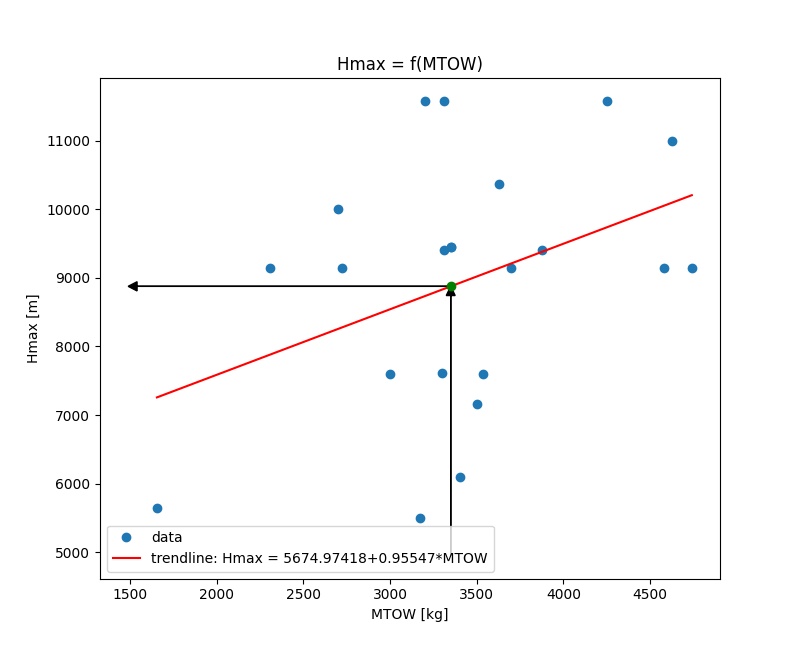 Hmax = f(MTOW)
11000
10000
9000
8000
7000
6000
5000
Hmax [m]
data
trendline: Hmax = 5674.97418+0.95547*MTOW
1500 2000 2500 3000 3500 4000 4500
MTOW [kg]